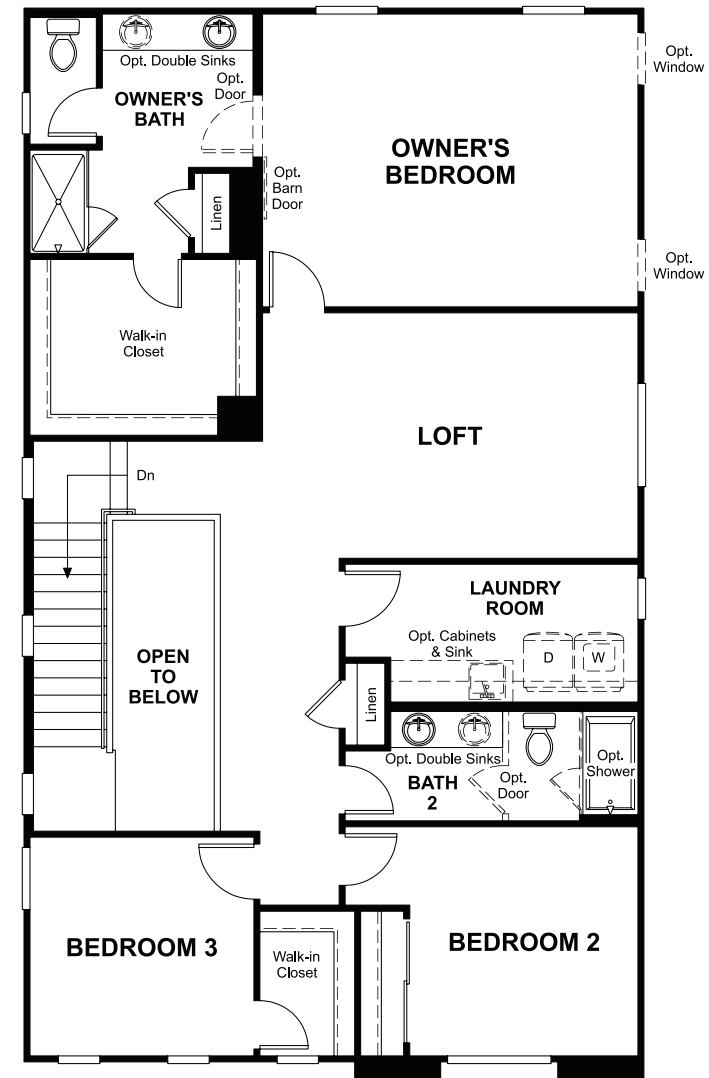 Opt. Double Sinks
Opt.
Door
OWNER'S
BATH
Opt.
Window
OWNER'S
BEDROOM
Opt.
Barn
Door
Linen
Opt.
Window
Walk-in
Closet
LOFT
Dn
LAUNDRY
ROOM
Opt. Cabinets
& Sink
D
W
OPEN
TO
BELOW
Linen
Opt. Double Sinks
BATH
2
Opt.
Door
Opt.
Shower
BEDROOM 3
Walk-in
Closet
BEDROOM 2